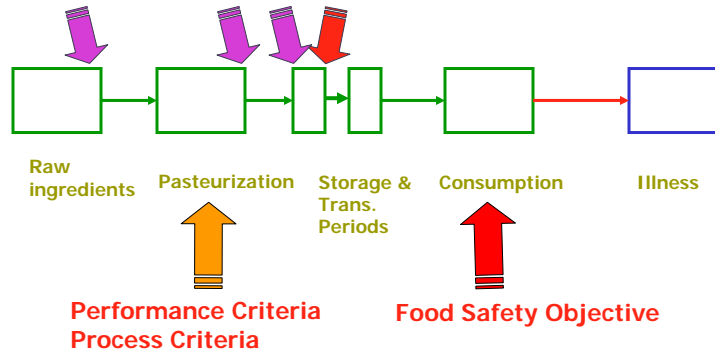 Raw
ingredients
Pasteurization
Storage &
Trans.
Periods
Consumption
Illness
Performance Criteria
Process Criteria
Food Safety Objective